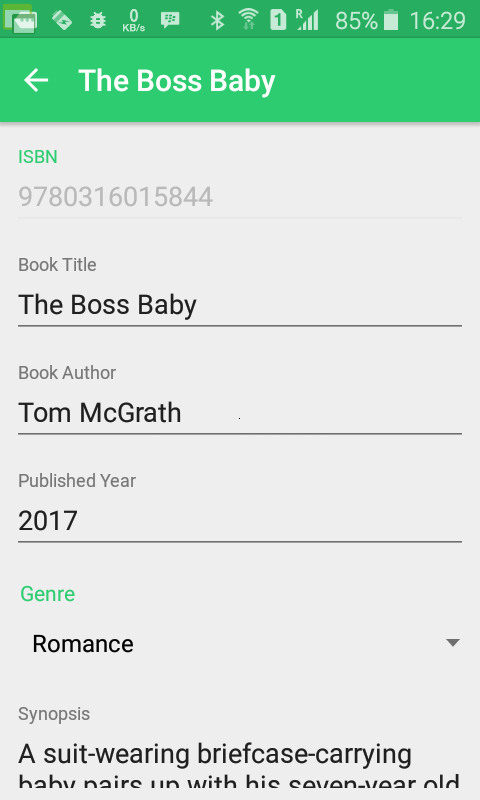 0 KB/s 1 R 85% 16:29
The Boss Baby
ISBN
9780316015844
Book Title
The Boss Baby
Book Author
Tom McGrath
Published Year
2017
Genre
Romance
Synopsis
A suit-wearing briefcase-carrying
baby pairs up with his seven-year old